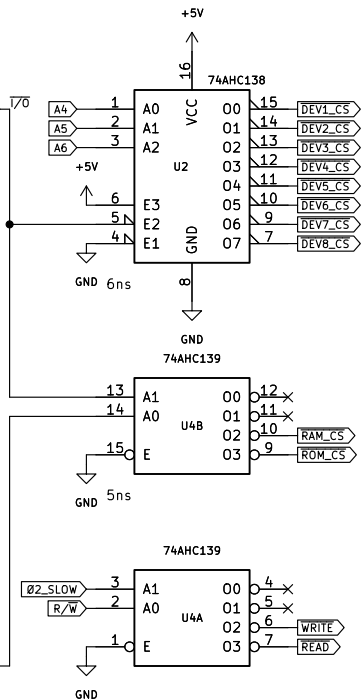 +5V
16
74AHC138
I/O
A4 1 A0 VCC O0 15 DEV1_CS
A5 2 A1 O1 14 DEV2_CS
A6 3 A2 O2 13 DEV3_CS
+5V U2 O3 12 DEV4_CS
O4 11 DEV5_CS
6 E3 O5 10 DEV6_CS
5 E2 O6 9 DEV7_CS
4 E1 GND O7 7 DEV8_CS
GND 6ns 8
GND
74AHC139
13 A1 O0 12
14 A0 U4B O1 11
O2 10 RAM_CS
15 E O3 9 ROM_CS
GND 5ns
74AHC139
Ø2_SLOW 3 A1 O0 4
R/W 2 A0 O1 5
U4A O2 6 WRITE
1 E O3 7 READ
GND